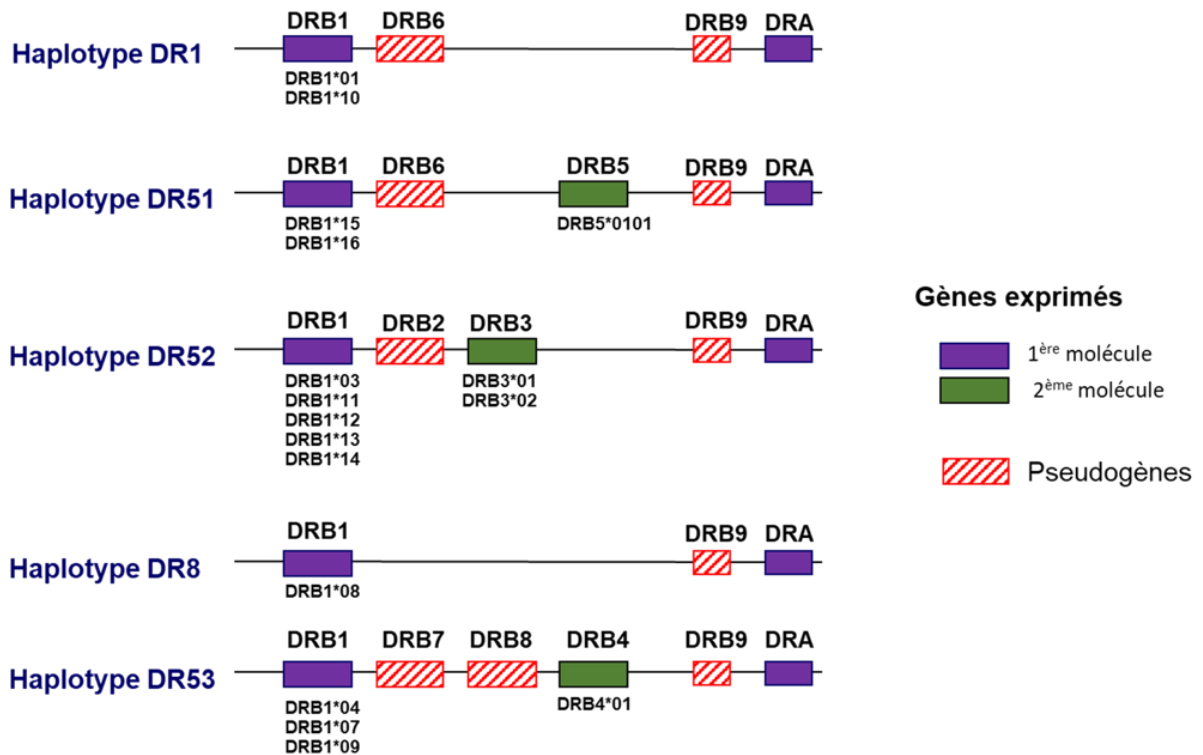 DRB1 DRB6 DRB9 DRA
Haplotype DR1
DRB1*01
DRB1*10
DRB1 DRB6 DRB5 DRB9 DRA
Haplotype DR51
DRB1*15 DRB5*0101
DRB1*16
Gènes exprimés
1ère molécule
2ème molécule
Pseudogènes
DRB1 DRB2 DRB3 DRB9 DRA
Haplotype DR52
DRB1*03 DRB3*01
DRB1*11 DRB3*02
DRB1*12
DRB1*13
DRB1*14
DRB1 DRB9 DRA
Haplotype DR8
DRB1*08
DRB1 DRB7 DRB8 DRB4 DRB9 DRA
Haplotype DR53
DRB1*04 DRB4*01
DRB1*07
DRB1*09